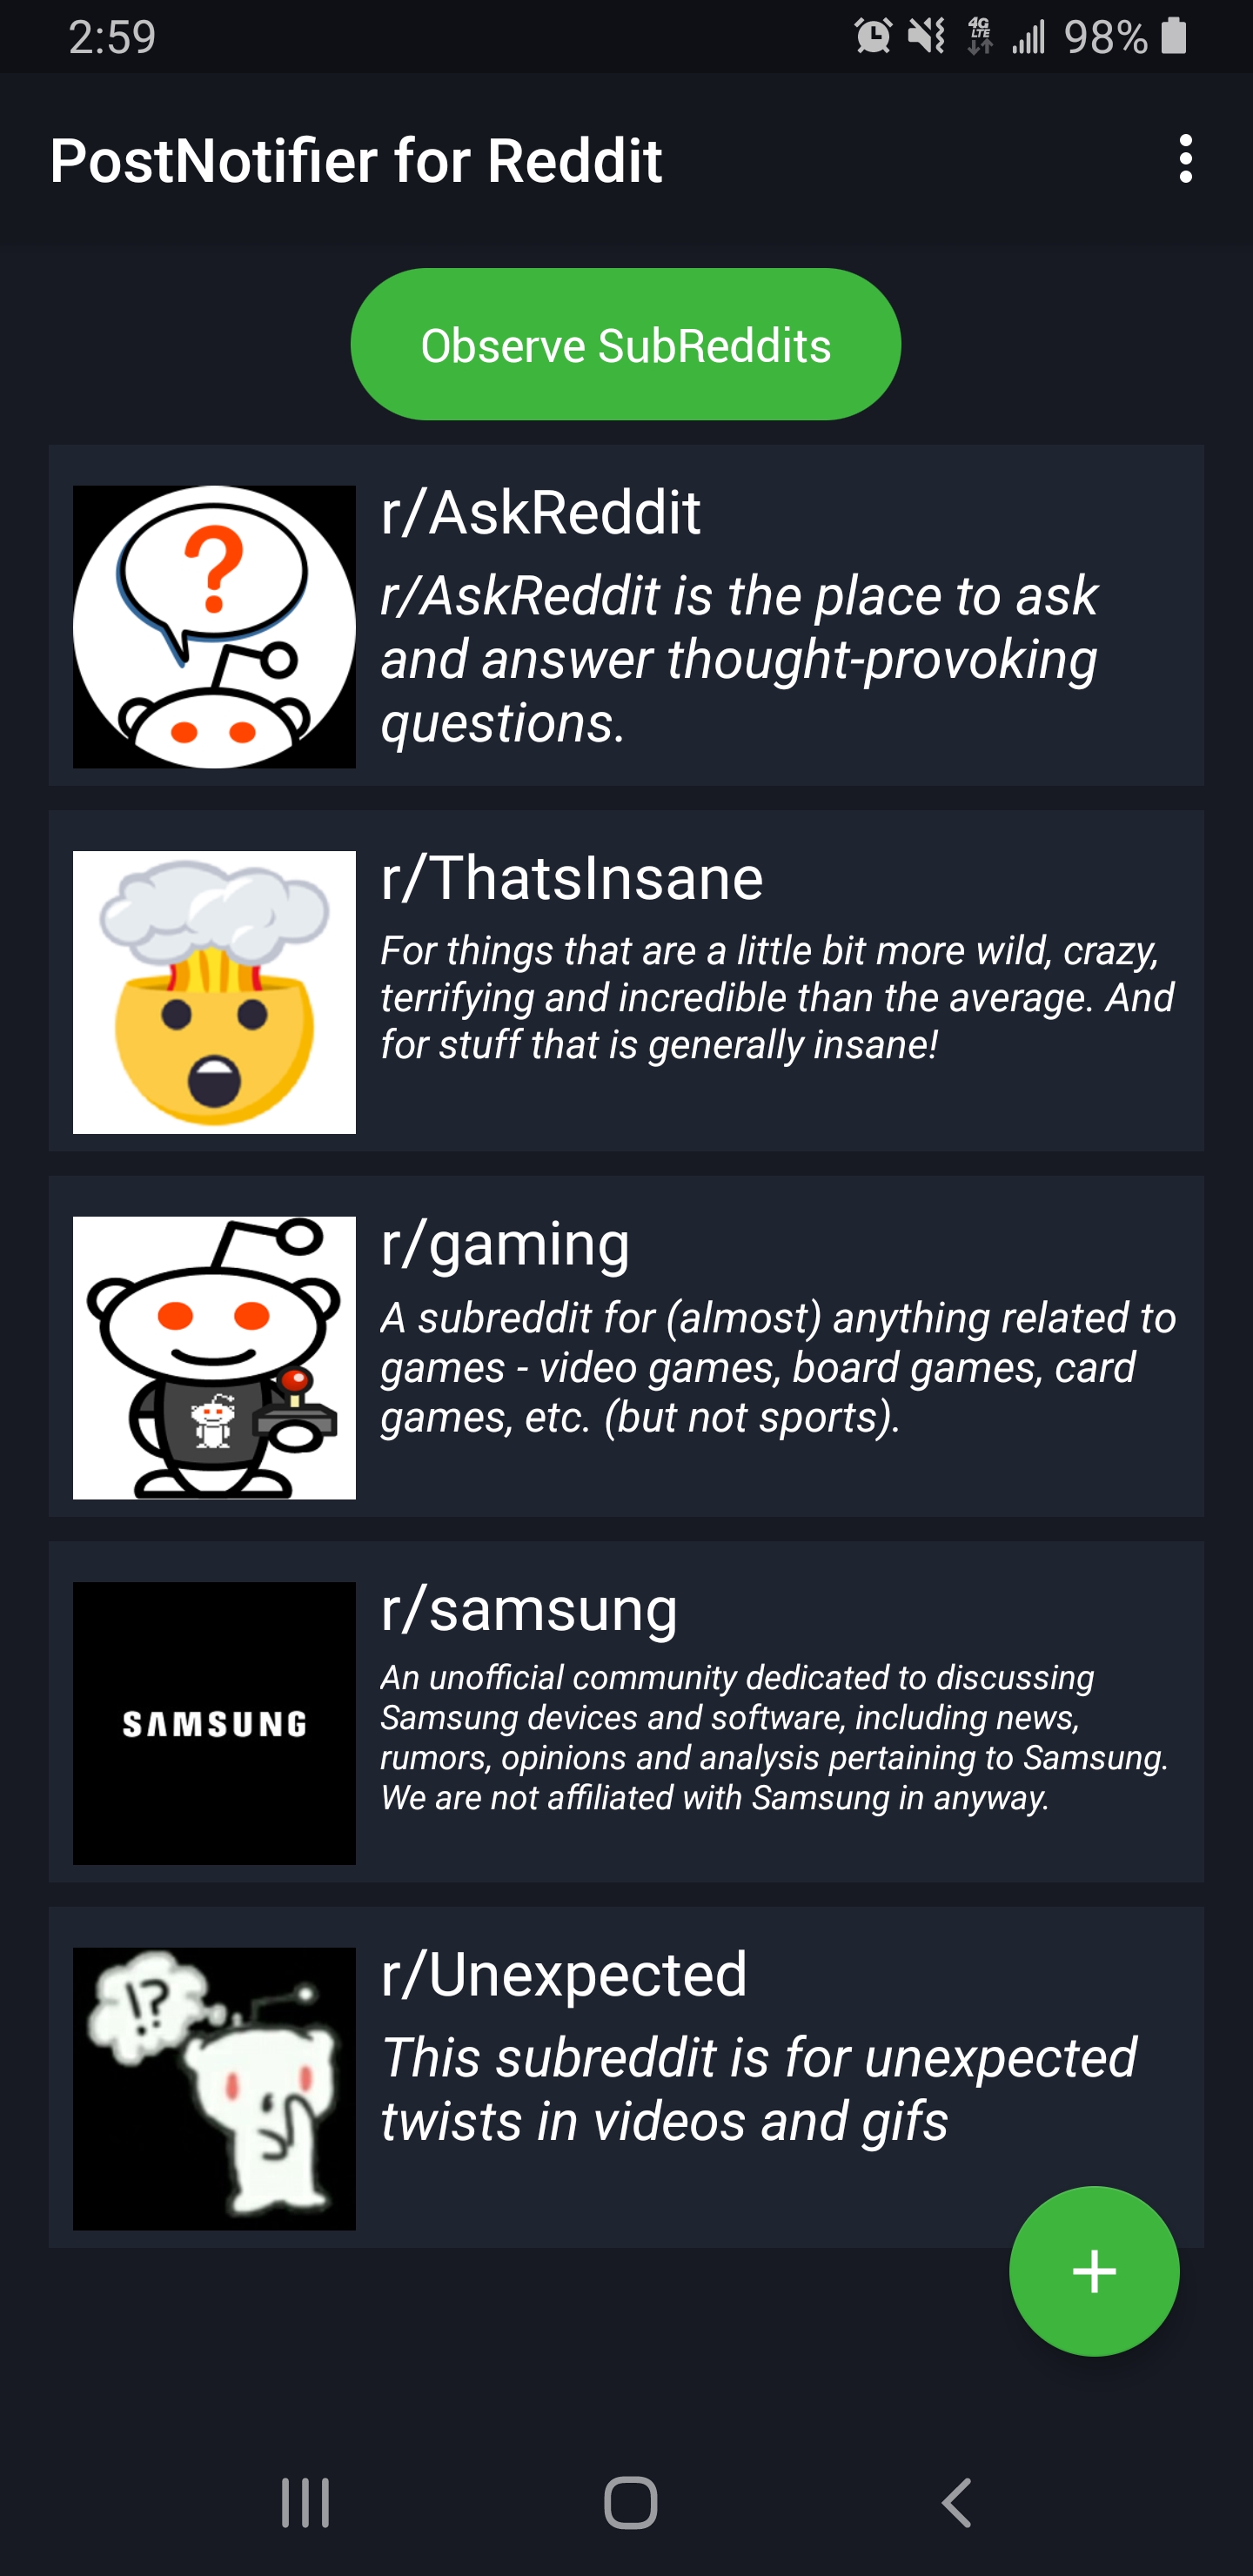 2:59
4G
LTE
98%
PostNotifier for Reddit
Observe SubReddits
?
r/AskReddit
r/AskReddit is the place to ask
and answer thought-provoking
questions.
r/ThatsInsane
For things that are a little bit more wild, crazy,
terrifying and incredible than the average. And
for stuff that is generally insane!
r/gaming
A subreddit for (almost) anything related to
games - video games, board games, card
games, etc. (but not sports).
SAMSUNG
r/samsung
An unofficial community dedicated to discussing
Samsung devices and software, including news,
rumors, opinions and analysis pertaining to Samsung.
We are not affiliated with Samsung in anyway.
!?
r/Unexpected
This subreddit is for unexpected
twists in videos and gifs
+